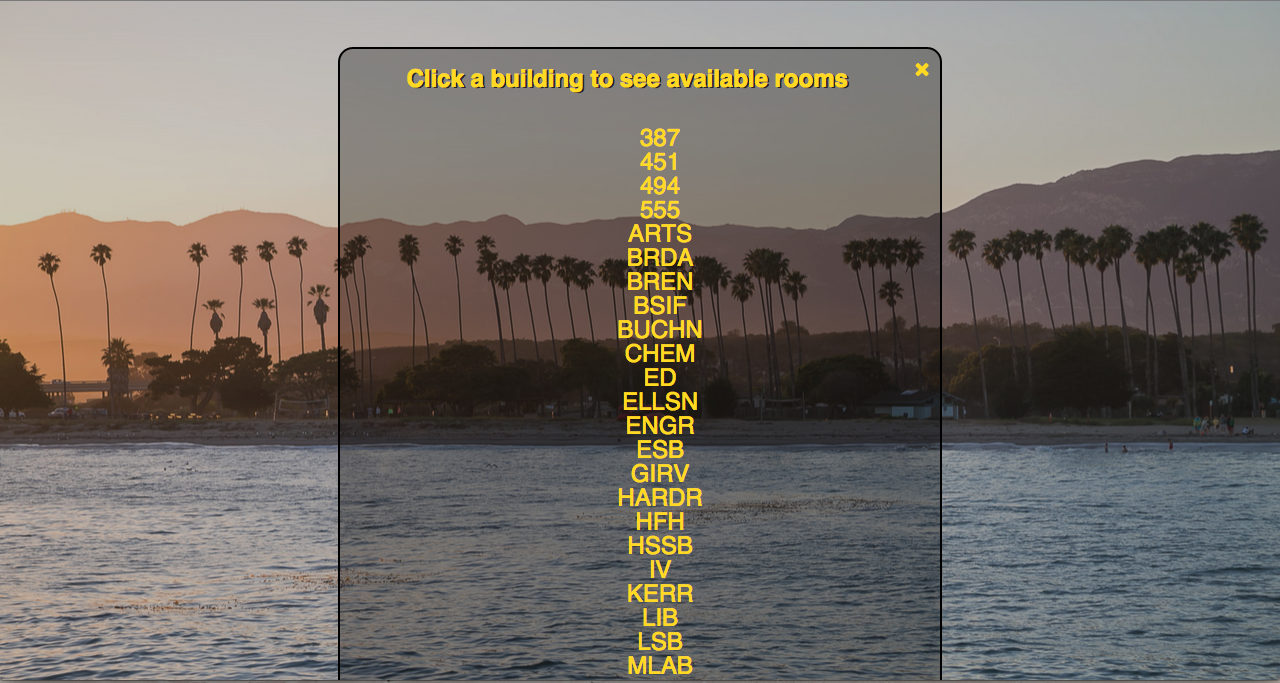 Click a building to see available rooms
✖
387
451
494
555
ARTS
BRDA
BREN
BSIF
BUCHN
CHEM
ED
ELLSN
ENGR
ESB
GIRV
HARDR
HFH
HSSB
IV
KERR
LIB
LSB
MLAB